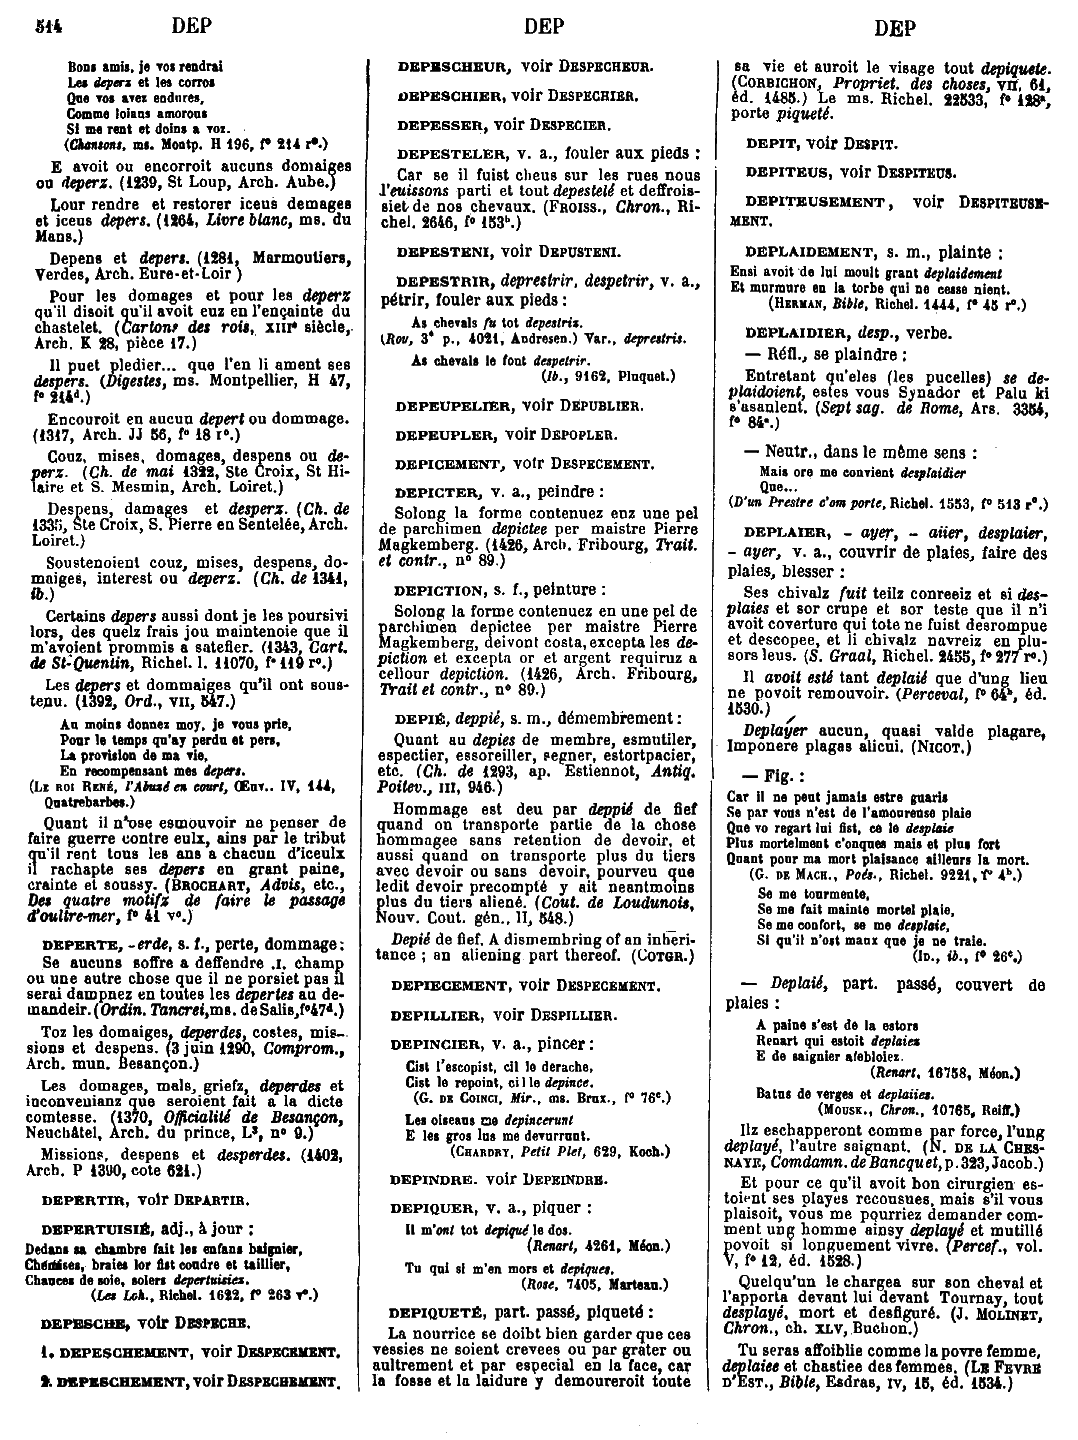 514 DEP DEP DEP
Bons amis, je vos rendrai
Les deperz et les corros
Que vos avez endures,
Comme loiaus amorous
Si me rent et doins a voz.
(Chansons, ms. Montp. H 196, f° 214 r°.)
E avoit ou encorroit aucuns domaiges
ou deperz. (1239, St Loup, Arch. Aube.)
Lour rendre et restorer iceus demages
et iceus depers. (1264, Livre blanc, ms. du
Mans.)
Depens et depers. (1281, Marmoutiers,
Verdes, Arch. Eure-et-Loir )
Pour les domages et pour les deperz
qu'il disoit qu'il avoit euz en l'ençainte du
chastelet. (Cartons des rois, XIIIe siècle,
Arch. K 28, pièce 17.)
Il puet pledier... que l'en li ament ses
despers. (Digestes, ms. Montpellier, H 47,
f° 214d.)
Encouroit en aucun depert ou dommage.
(1317, Arch. JJ 56, f° 18 r°.)
Couz, mises, domages, despens ou de-
perz. (Ch. de mai 1322, Ste Croix, St Hi-
laire et S. Mesmin, Arch. Loiret.)
Despens, damages et desperz. (Ch. de
1335, Ste Croix, S. Pierre en Sentelée, Arch.
Loiret.)
Soustenoient couz, mises, despens, do-
maiges, interest ou deperz. (Ch. de 1341,
ib.)
Certains depers aussi dont je les poursivi
lors, des quelz frais jou maintenoie que il
m'avoient prommis a satefier. (1343, Cart.
de St-Quentin, Richel. l. 11070, f° 119 r°.)
Les depers et dommaiges qu'il ont sous-
tenu. (1392, Ord., VII, 547.)
Au moins donnez moy, je vous prie,
Pour le temps qu'ay perdu et pers,
La provision de ma vie,
En recompensant mes depers.
(LE ROI RENÉ, l'Abuzé en court, Œuv.. IV, 144,
Quatrebarbes.)
Quant il n'ose esmouvoir ne penser de
faire guerre contre eulx, ains par le tribut
qu'il rent tous les ans a chacun d'iceulx
il rachapte ses depers en grant paine,
crainte et soussy. (BROCHART, Advis, etc.,
Des quatre motifz de faire le passage
d'oultre-mer, f° 41 v°.)
DEPERTE, -erde, s. f., perte, dommage:
Se aucuns soffre a deffendre .I. champ
ou une autre chose que il ne porsiet pas il
serai dampnez en toutes les depertes au de-
mandeir. (Ordin. Tancrei, ms. de Salis, f°47d.)
Toz les domaiges, deperdes, costes, mis-
sions et despens. (3 juin 1290, Comprom.,
Arch. mun. Besançon.)
Les domages, mals, griefz, deperdes et
inconvenianz que seroient fait a la dicte
comtesse. (1370, Officialité de Besançon,
Neuchâtel, Arch. du prince, L3, n° 9.)
Missions, despens et desperdes. (1402,
Arch. P 1390, cote 621.)
DEPERTIR, voir DEPARTIR.
DEPERTUISIÉ, adj., à jour :
Dedans sa chambre fait les enfans baignier,
Chemises, braies lor fist coudre et taillier,
Chauces de soie, solers depertuisiez.
(Les Loh., Richel. 1622, f° 263 v°.)
DEPESCHE, voir DESPECHE.
1. DEPESCHEMENT, voir DESPECEMENT.
2. DEPESCHEMENT, voir DESPECHEMENT.
DEPESCHEUR, voir DESPECHEUR.
DEPESCHIER, voir DESPECHIER.
DEPESSER, voir DESPECIER.
DEPESTELER, v. a., fouler aux pieds :
Car se il fuist cheus sur les rues nous
l'euissons parti et tout depestelé et deffrois-
siet de nos chevaux. (FROISS., Chron., Ri-
chel. 2646, f° 153b.)
DEPESTENI, voir DEPUSTENI.
DEPESTRIR, deprestrir, despetrir, v. a.,
pétrir, fouler aux pieds :
As chevals fu tot depestriz.
(Rou, 3e p., 4021, Andresen.) Var., deprestris.
As chevals le font despetrir.
(Ib., 9162, Pluquet.)
DEPEUPELIER, voir DEPUBLIER.
DEPEUPLER, voir DEPOPLER.
DEPICEMENT, voir DESPECEMENT.
DEPICTER, v. a., peindre :
Solong la forme contenuez enz une pel
de parchimen depictee per maistre Pierre
Magkemberg. (1426, Arch. Fribourg, Trait.
et contr., n° 89.)
DEPICTION, s. f., peinture :
Solong la forme contenuez en une pel de
parchimen depictee per maistre Pierre
Magkemberg, deivont costa, excepta les de-
piction et excepta or et argent requiruz a
cellour depiction. (1426, Arch. Fribourg,
Trait et contr., n° 89.)
DEPIÉ, deppié, s. m., démembrement :
Quant au depies de membre, esmutiler,
espectier, essoreiller, segner, estortpacier,
etc. (Ch. de 1293, ap. Estiennot, Antiq.
Poitev., III, 946.)
Hommage est deu par deppié de fief
quand on transporte partie de la chose
hommagee sans retention de devoir, et
aussi quand on transporte plus du tiers
avec devoir ou sans devoir, pourveu que
ledit devoir precompté y ait neantmoins
plus du tiers aliené. (Cout. de Loudunois,
Nouv. Cout. gén., II, 548.)
Depié de fief. A dismembring of an inheri-
tance ; an aliening part thereof. (COTGR.)
DEPIECEMENT, voir DESPECEMENT.
DEPILLIER, voir DESPILLIER.
DEPINCIER, v. a., pincer :
Cist l'escopist, cil le derache,
Cist le repoint, cil le depince.
(G. DE COINCI, Mir., ms. Brux., f° 76c.)
Les oiseaus me depincerunt
E les gros lus me devurrunt.
(CHARDRY, Petit Plet, 629, Koch.)
DEPINDRE. voir DEPEINDRE.
DEPIQUER, v. a., piquer :
Il m'ont tot depiqué le dos.
(Renart, 4261, Méon.)
Tu qui si m'en mors et depiques.
(Rose, 7405, Marteau.)
DEPIQUETÉ, part. passé, piqueté :
La nourrice se doibt bien garder que ces
vessies ne soient crevees ou par grater ou
aultrement et par especial en la face, car
la fosse et la laidure y demoureroit toute
sa vie et auroit le visage tout depiquete.
(CORBICHON, Propriet. des choses, VII, 61,
éd. 1485.) Le ms. Richel. 22533, f° 128a,
porte piqueté.
DEPIT, voir DESPIT.
DEPITEUS, voir DESPITEUS.
DEPITEUSEMENT, voir DESPITEUSE-
MENT.
DEPLAIDEMENT, s. m., plainte :
Ensi avoit de lui moult grant deplaidement
Et murmure en la torbe qui ne cesse nient.
(HERMAN, Bible, Richel. 1444, f° 45 r°.)
DEPLAIDIER, desp., verbe.
— Réfl., se plaindre :
Entretant qu'eles (les pucelles) se de-
plaidoient, estes vous Synador et Palu ki
s'asanlent. (Sept sag. de Rome, Ars. 3354,
f° 84a.)
— Neutr., dans le même sens :
Mais ore me convient desplaidier
Que...
(D'un Prestre c'om porte, Richel. 1553, f° 513 r°.)
DEPLAIER, - ayer, - aiier, desplaier,
- ayer, v. a., couvrir de plaies, faire des
plaies, blesser :
Ses chivalz fuit teilz conreeiz et si des-
plaies et sor crupe et sor teste que il n'i
avoit coverture qui tote ne fuist desrompue
et descopee, et li chivalz navreiz en plu-
sors leus. (S. Graal, Richel. 2455, f° 277 r°.)
Il avoit esté tant deplaié que d'ung lieu
ne povoit remouvoir. (Perceval, f° 64b, éd.
1530.)
Deplayer aucun, quasi valde plagare,
Imponere plagas alicui. (NICOT.)
— Fig. :
Car il ne peut jamais estre guaris
Se par vous n'est de l'amoureuse plaie
Que vo regart lui fist, ce le desplaie
Plus mortelment c'onques mais et plus fort
Quant pour ma mort plaisance ailleurs la mort.
(G. DE MACH., Poés., Richel. 9221, f° 4b.)
Se me tourmente,
Se me fait mainte mortel plaie,
Se me confort, se me desplaie,
Si qu'il n'ost maux que je ne traie.
(ID., ib., f° 26c.)
— Deplaié, part. passé, couvert de
plaies :
A paine s'est de la estors
Renart qui estoit deplaiez
E de saignier afebloiez.
(Renart, 16758, Méon.)
Batus de verges et deplaiies.
(MOUSK., Chron., 10765, Reiff.)
Ilz eschapperont comme par force, l'ung
deplayé, l'autre saignant. (N. DE LA CHES-
NAYE, Comdamn. de Bancquet, p. 323, Jacob.)
Et pour ce qu'il avoit bon cirurgien es-
toient ses playes recousues, mais s'il vous
plaisoit, vous me pourriez demander com-
ment ung homme ainsy deplayé et mutillé
povoit si longuement vivre. (Percef., vol.
V, f° 12, éd. 1528.)
Quelqu'un le chargea sur son cheval et
l'apporta devant lui devant Tournay, tout
desplayé, mort et desfiguré. (J. MOLINET,
Chron., ch. XLV, Buchon.)
Tu seras affoiblie comme la povre femme,
deplaiee et chastiee des femmes. (LE FEVRE
D'EST., Bible, Esdras, IV, 15, éd. 1534.)